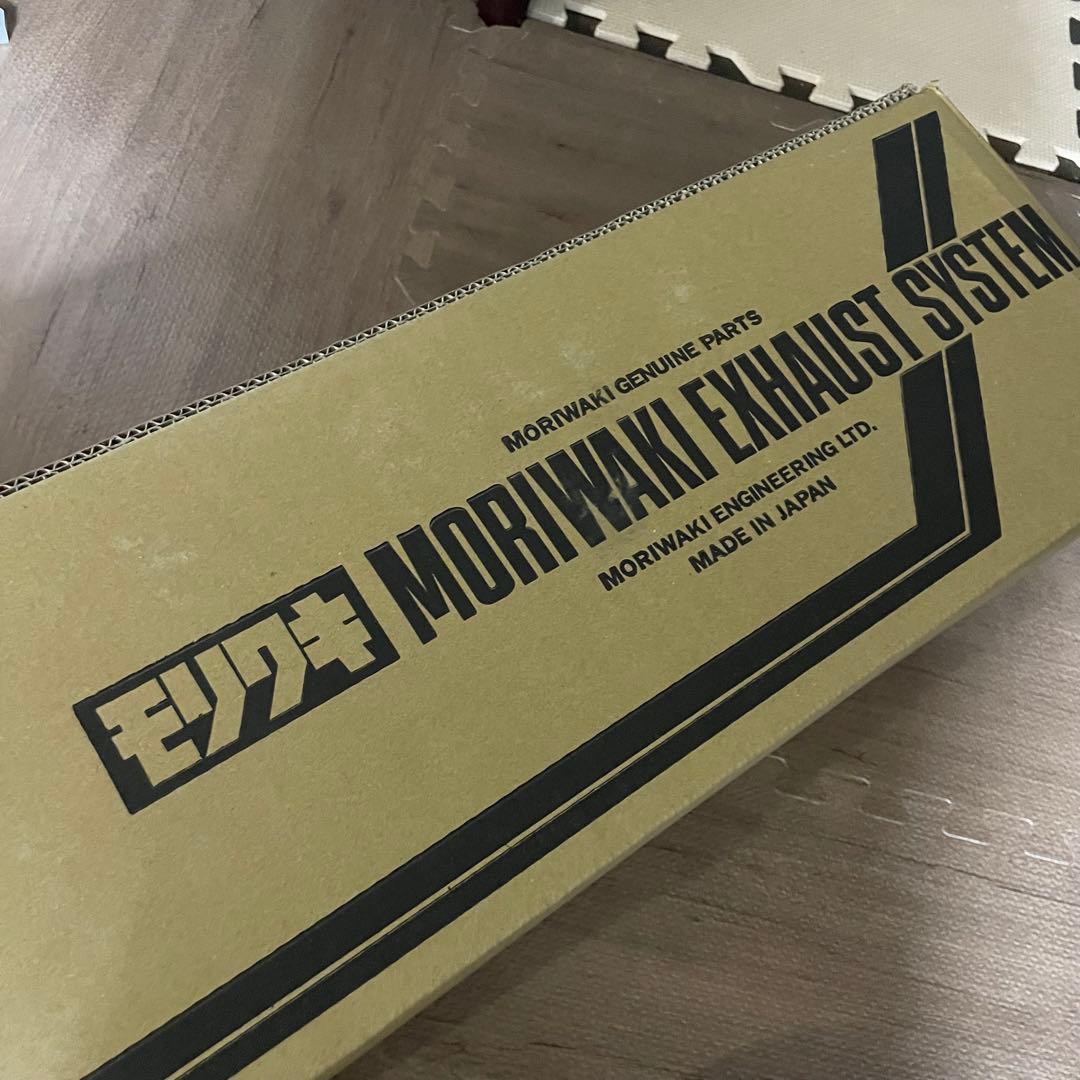 MORIWAKI GENUINE PARTS
モリワキ MORIWAKI EXHAUST SYSTEM
MORIWAKI ENGINEERING LTD.
MADE IN JAPAN